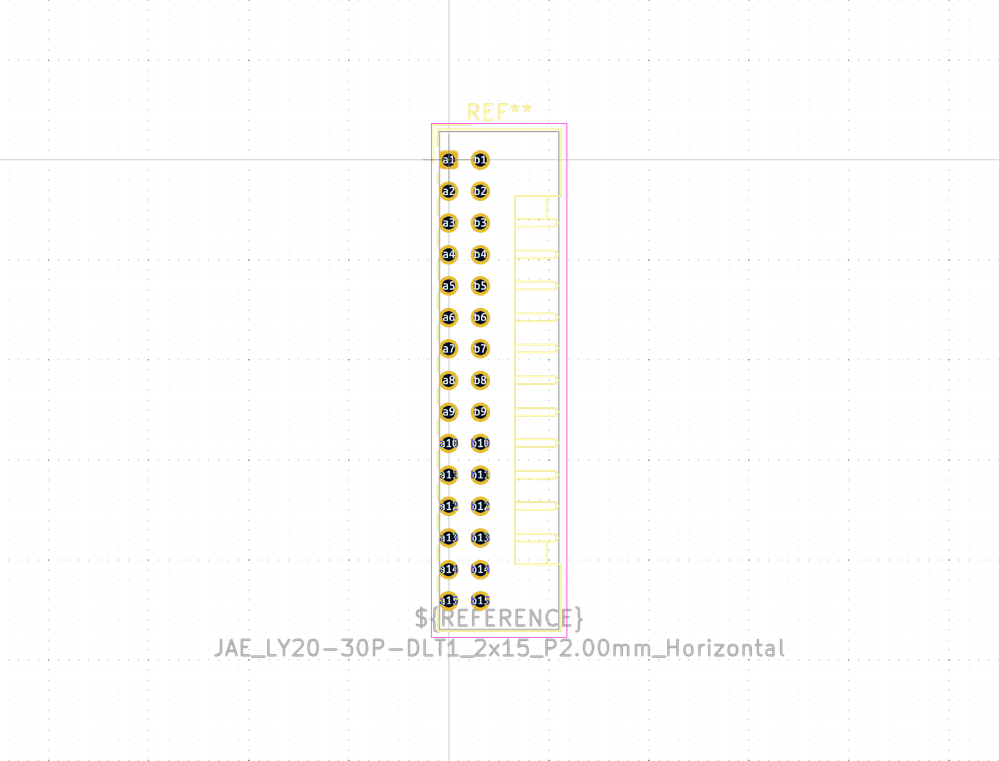 REF**
a1 b1
a2 b2
a3 b3
a4 b4
a5 b5
a6 b6
a7 b7
a8 b8
a9 b9
a10 b10
a11 b11
a12 b12
a13 b13
a14 b14
a15 b15
${REFERENCE}
JAE_LY20-30P-DLT1_2x15_P2.00mm_Horizontal